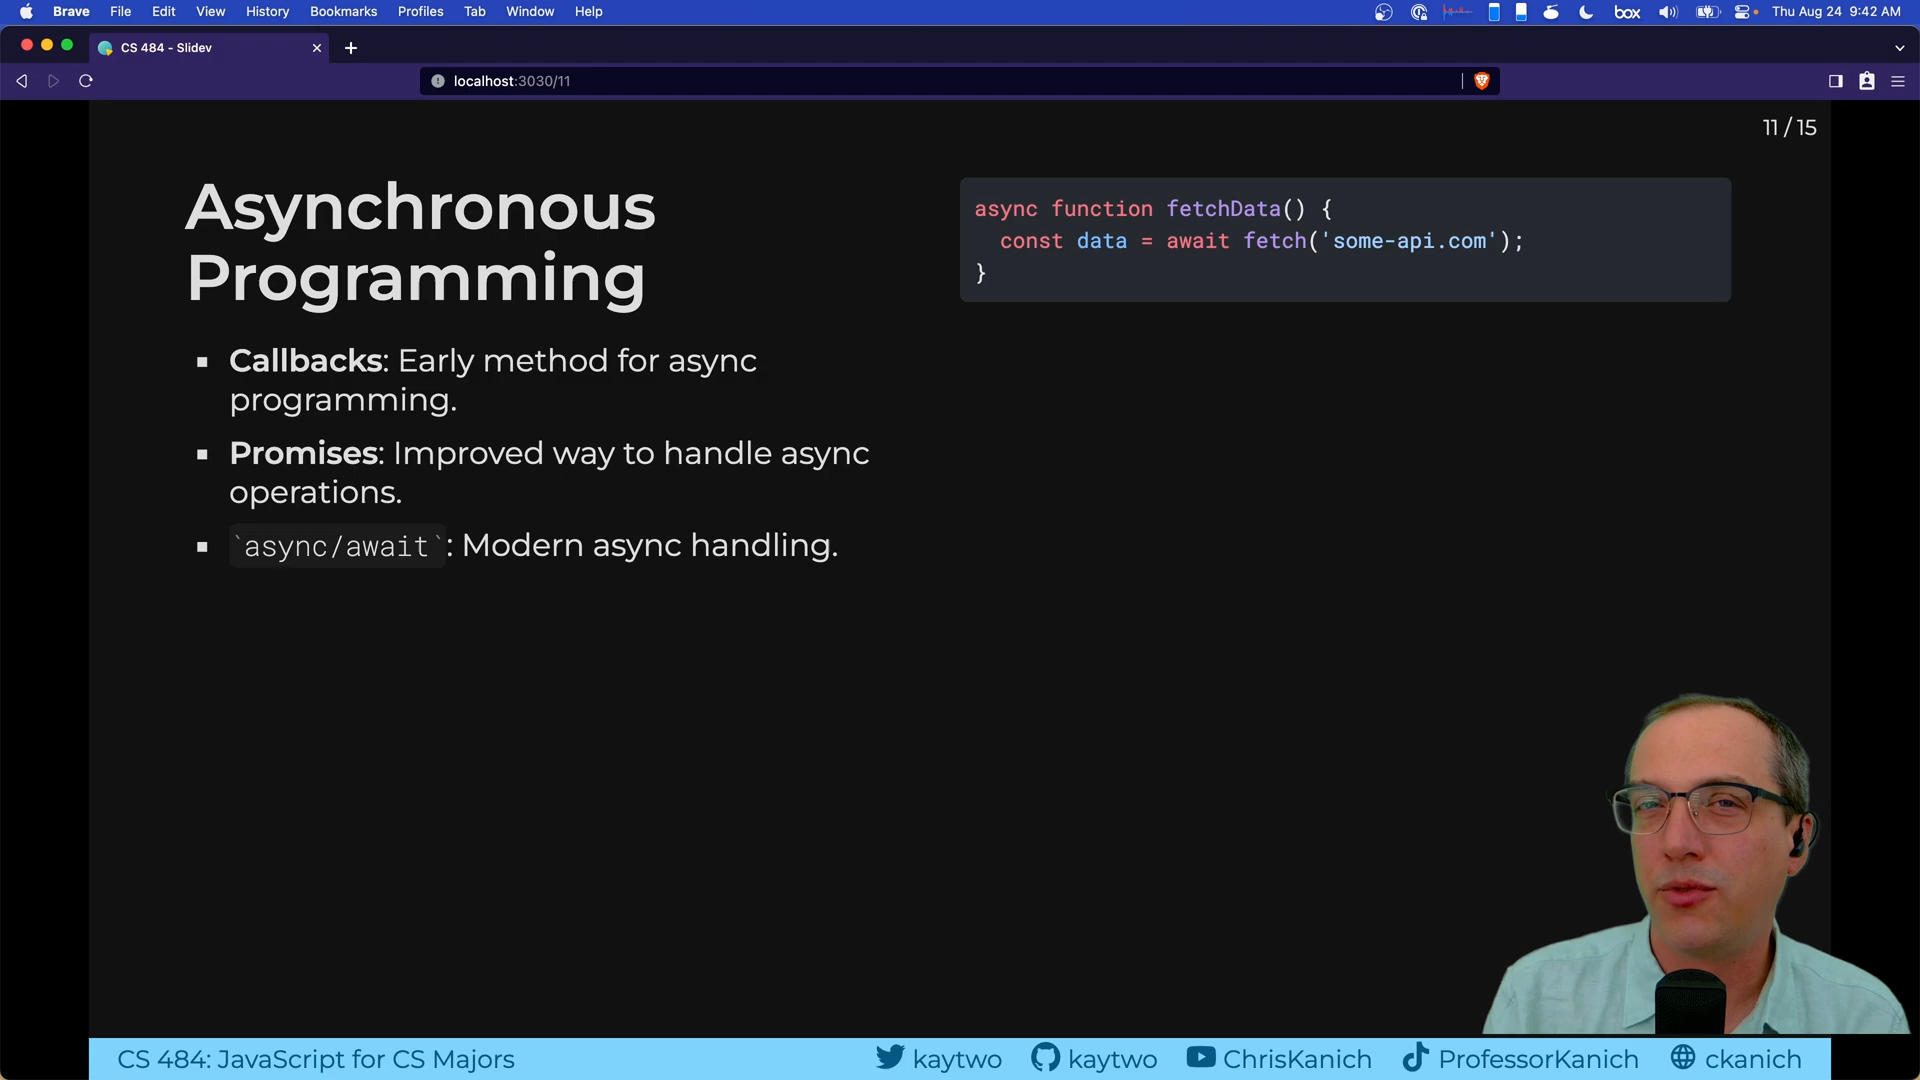 Brave File Edit View History Bookmarks Profiles Tab Window Help box Thu Aug 24 9:42 AM
CS 484 - Slidev
localhost:3030/11
11 / 15
Asynchronous
Programming
▪ Callbacks: Early method for async
programming.
▪ Promises: Improved way to handle async
operations.
▪ `async/await`: Modern async handling.
async function fetchData() {
const data = await fetch('some-api.com');
}
CS 484: JavaScript for CS Majors kaytwo kaytwo ChrisKanich ProfessorKanich ckanich